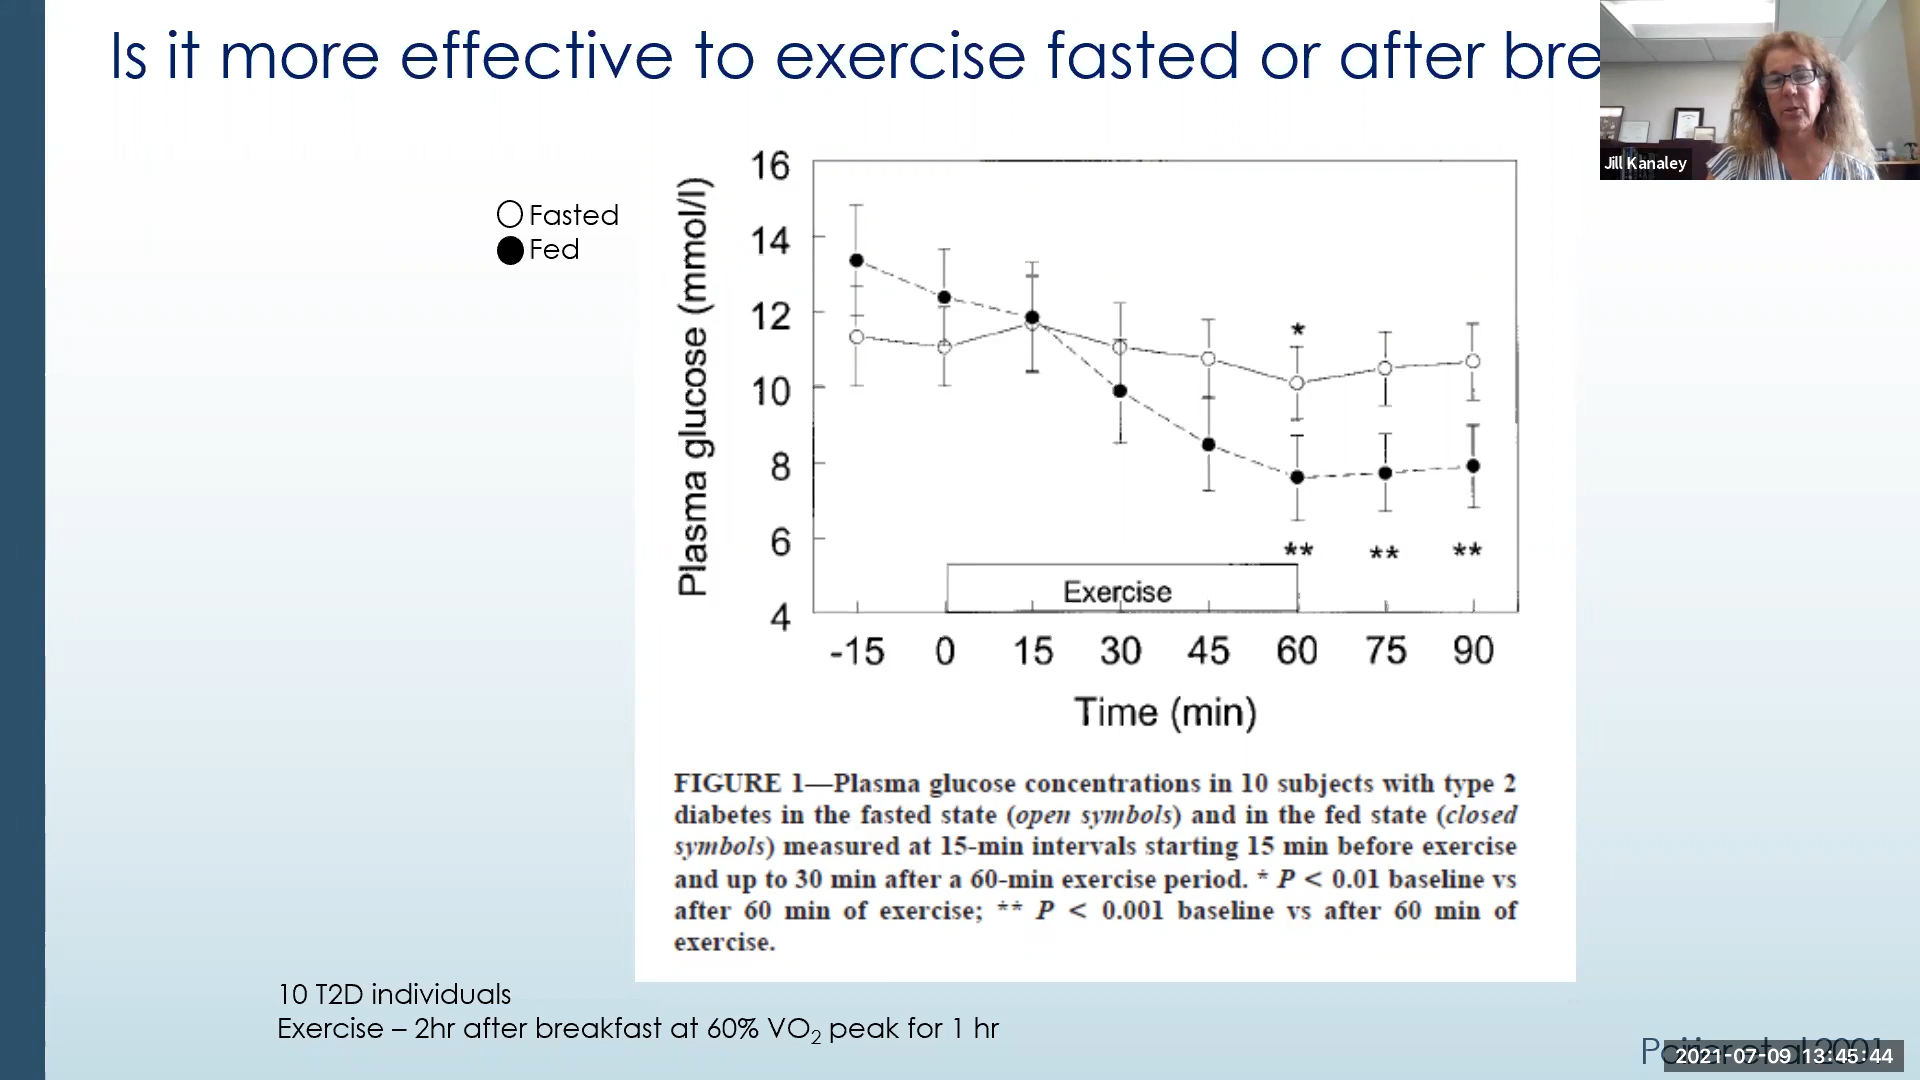 Is it more effective to exercise fasted or after bre
Jill Kanaley
Fasted
Fed
Plasma glucose (mmol/l)
16
14
12
10
8
6
4
*
** ** **
Exercise
-15 0 15 30 45 60 75 90
Time (min)
FIGURE 1—Plasma glucose concentrations in 10 subjects with type 2
diabetes in the fasted state (open symbols) and in the fed state (closed
symbols) measured at 15-min intervals starting 15 min before exercise
and up to 30 min after a 60-min exercise period. * P < 0.01 baseline vs
after 60 min of exercise; ** P < 0.001 baseline vs after 60 min of
exercise.
10 T2D individuals
Exercise – 2hr after breakfast at 60% VO2 peak for 1 hr
2021-07-09 13:45:44